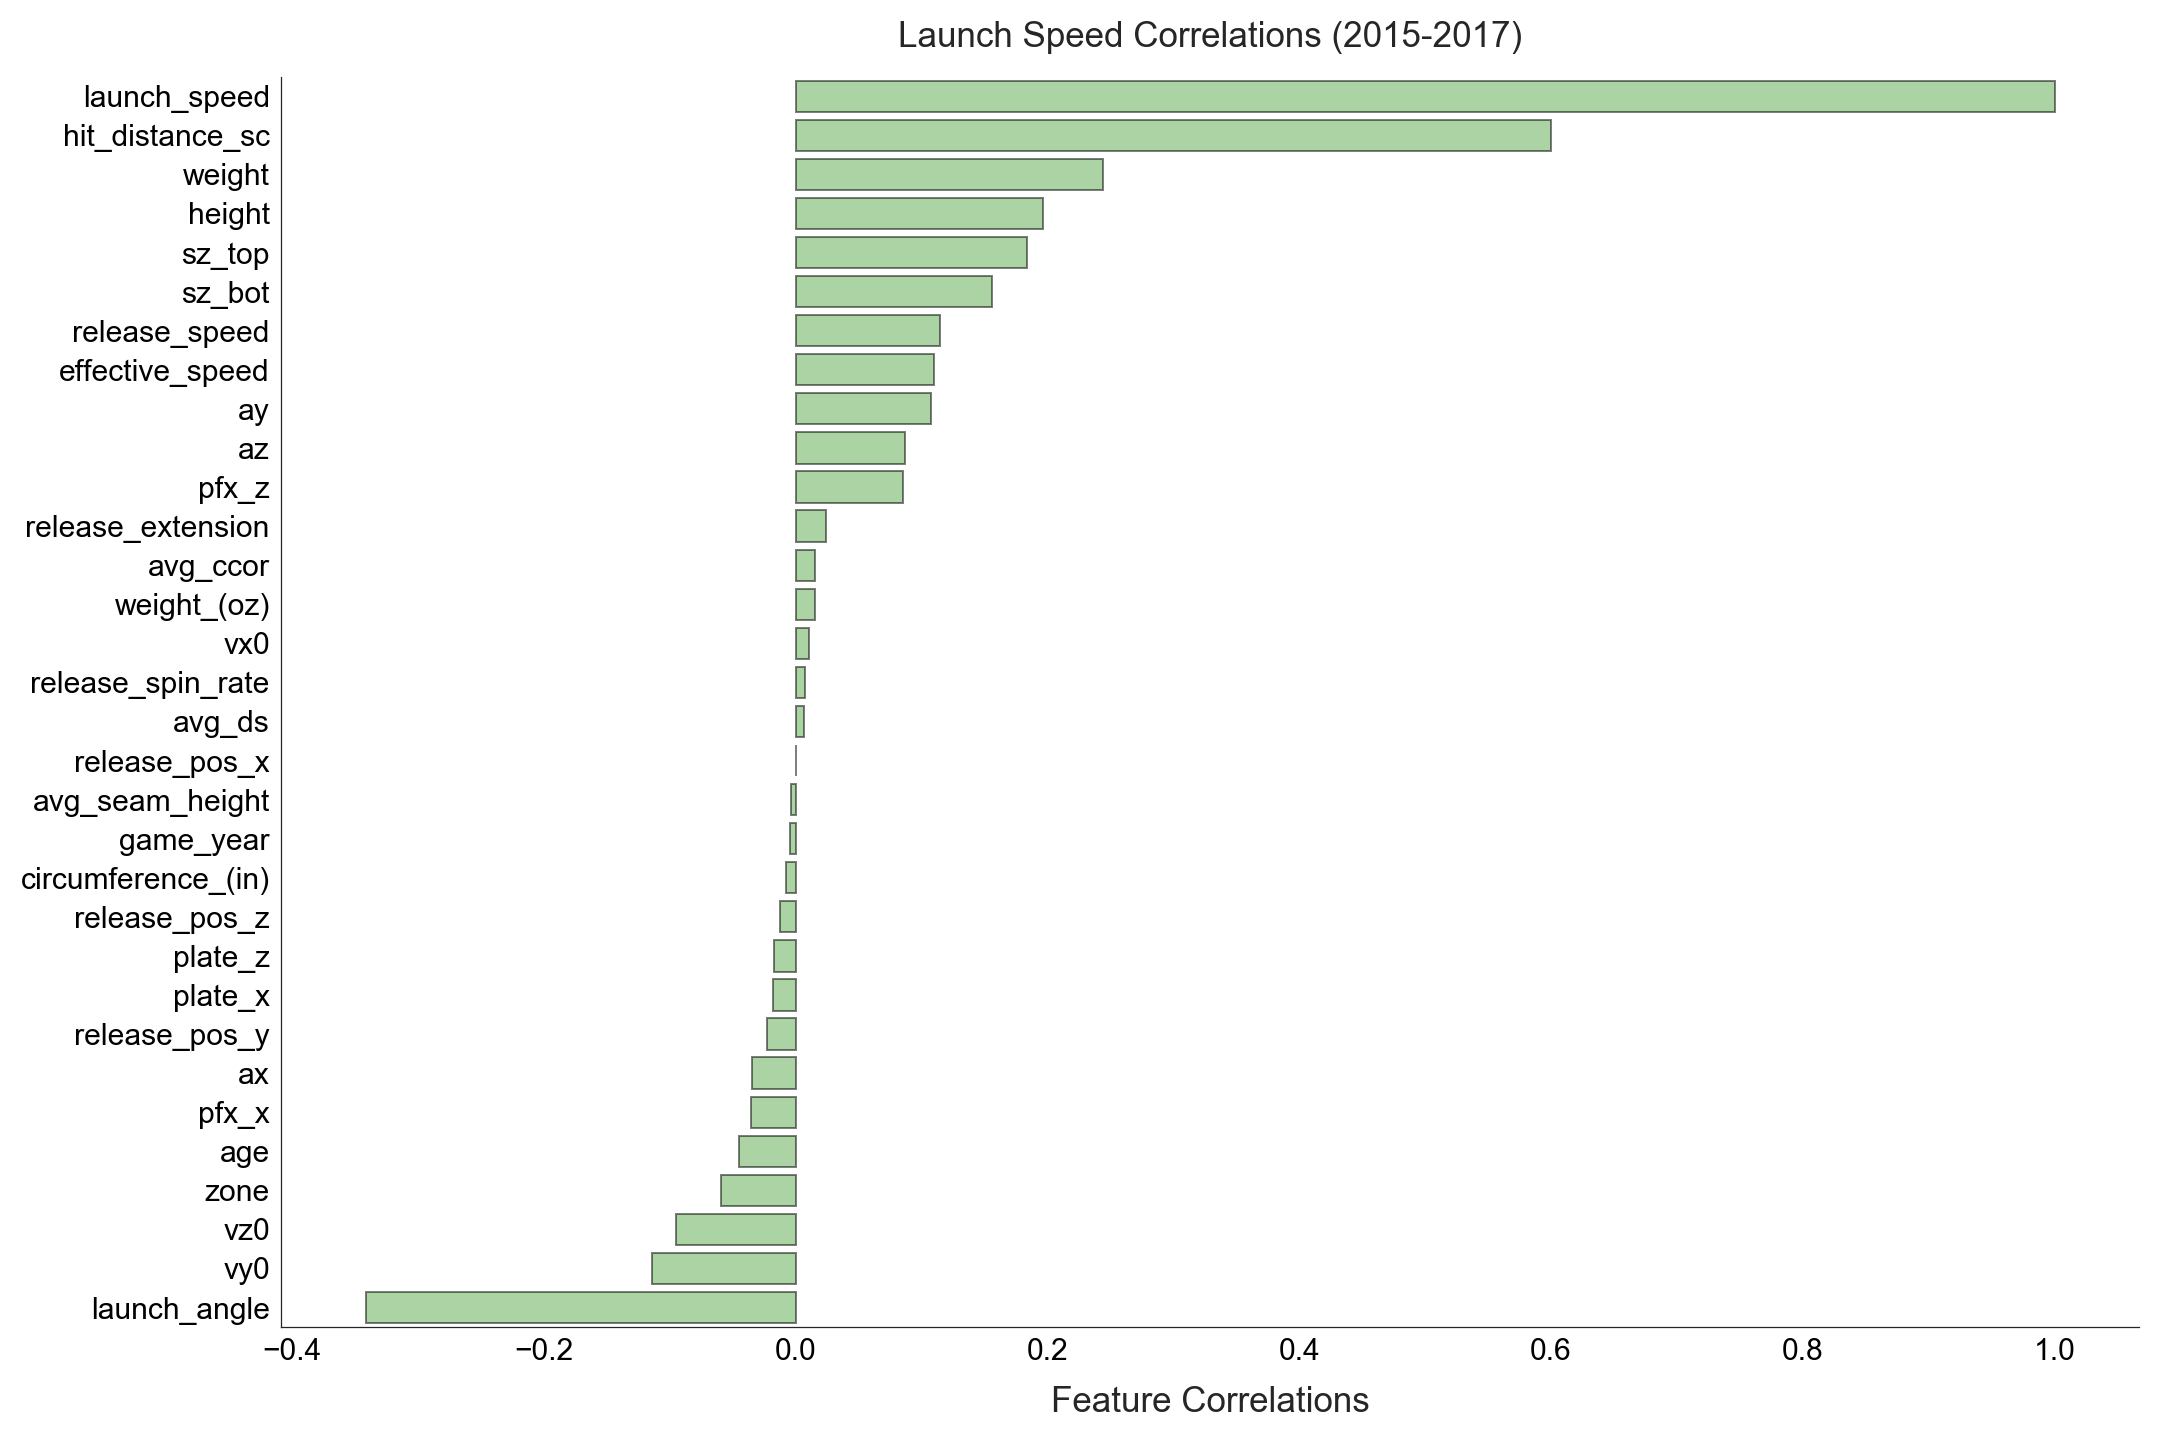 Launch Speed Correlations (2015-2017)
launch_speed
hit_distance_sc
weight
height
sz_top
sz_bot
release_speed
effective_speed
ay
az
pfx_z
release_extension
avg_ccor
weight_(oz)
vx0
release_spin_rate
avg_ds
release_pos_x
avg_seam_height
game_year
circumference_(in)
release_pos_z
plate_z
plate_x
release_pos_y
ax
pfx_x
age
zone
vz0
vy0
launch_angle
−0.4 −0.2 0.0 0.2 0.4 0.6 0.8 1.0
Feature Correlations